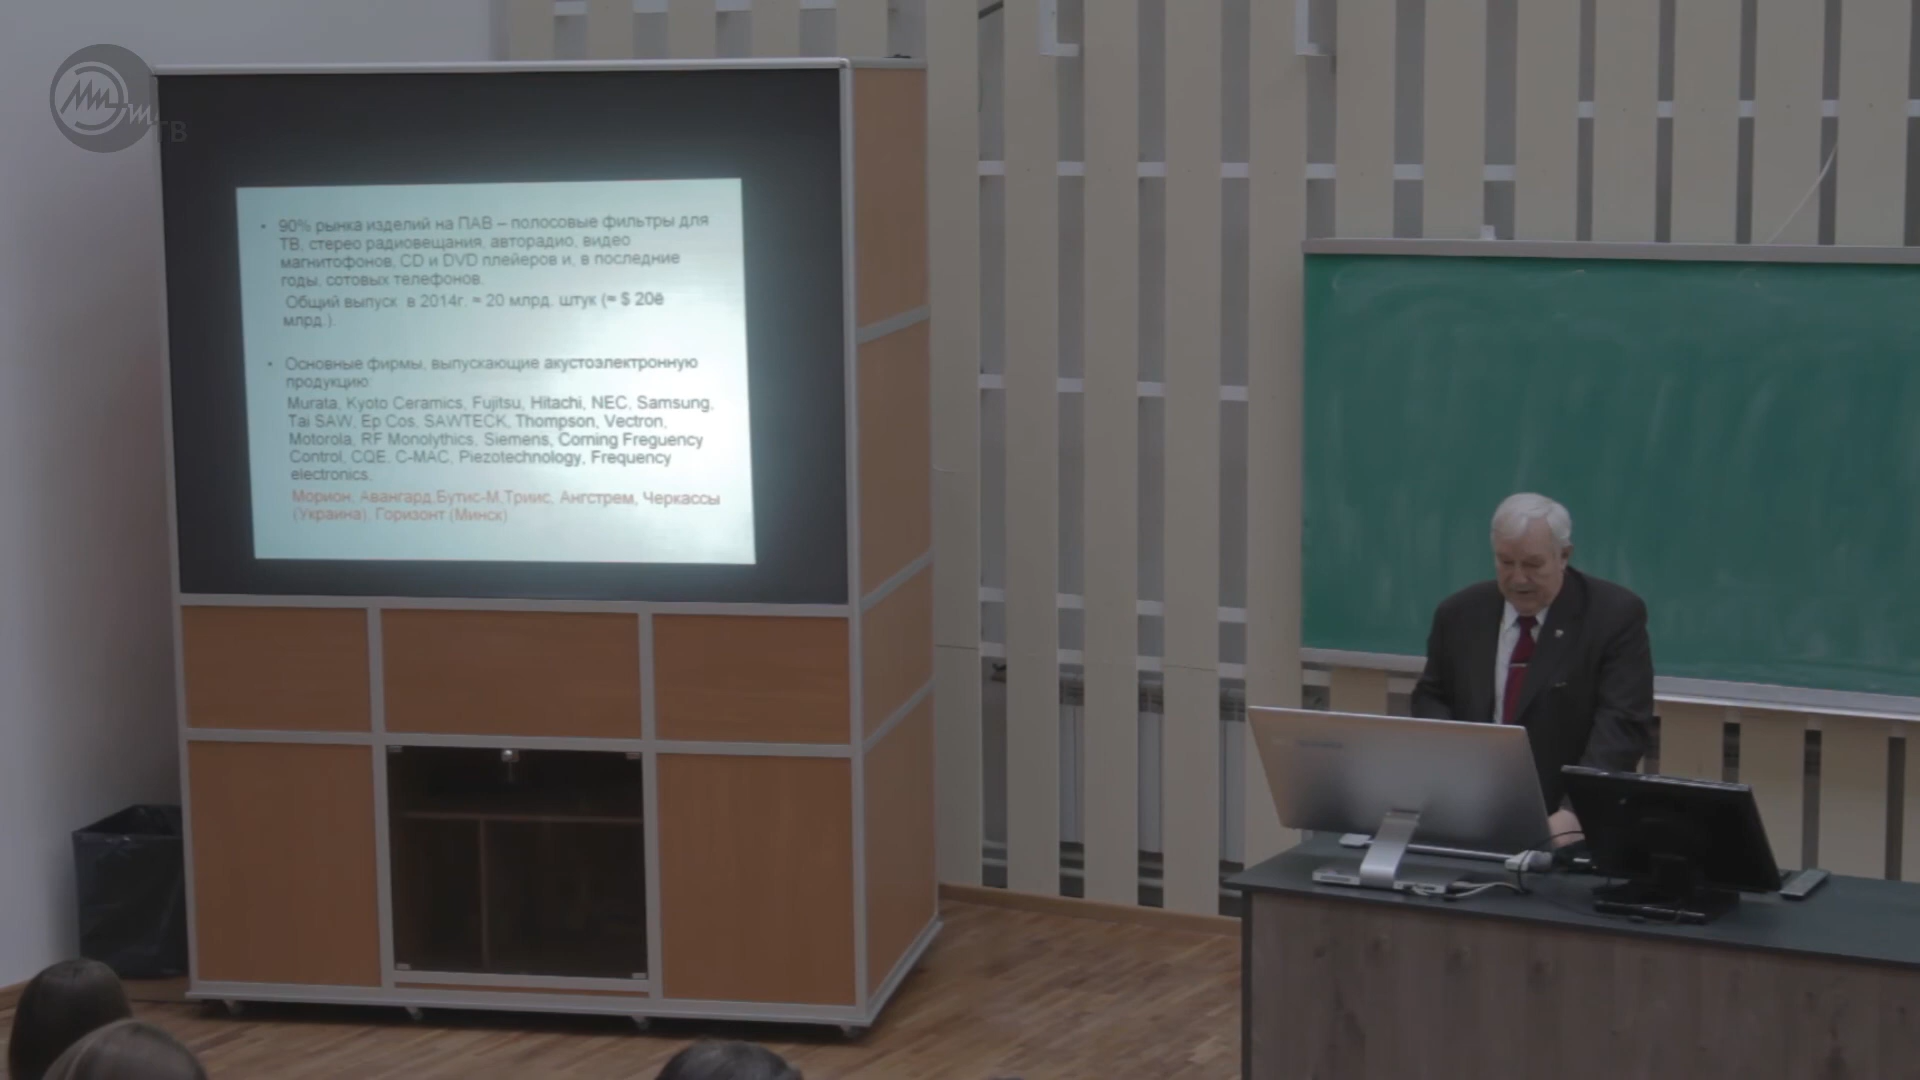 ТВ
• 90% рынка изделий на ПАВ – полосовые фильтры для
ТВ, стерео радиовещания, авторадио, видео
магнитофонов, CD и DVD плейеров и, в последние
годы, сотовых телефонов.
Общий выпуск в 2014г. ≈ 20 млрд. штук (≈ $ 20ё
млрд.).
• Основные фирмы, выпускающие акустоэлектронную
продукцию:
Murata, Kyoto Ceramics, Fujitsu, Hitachi, NEC, Samsung,
Tai SAW, Ep Cos, SAWTECK, Thompson, Vectron,
Motorola, RF Monolythics, Siemens, Corning Freguency
Control, CQE, C-MAC, Piezotechnology, Frequency
electronics.
Морион, Авангард,Бутис-М,Триис, Ангстрем, Черкассы
(Украина), Горизонт (Минск)